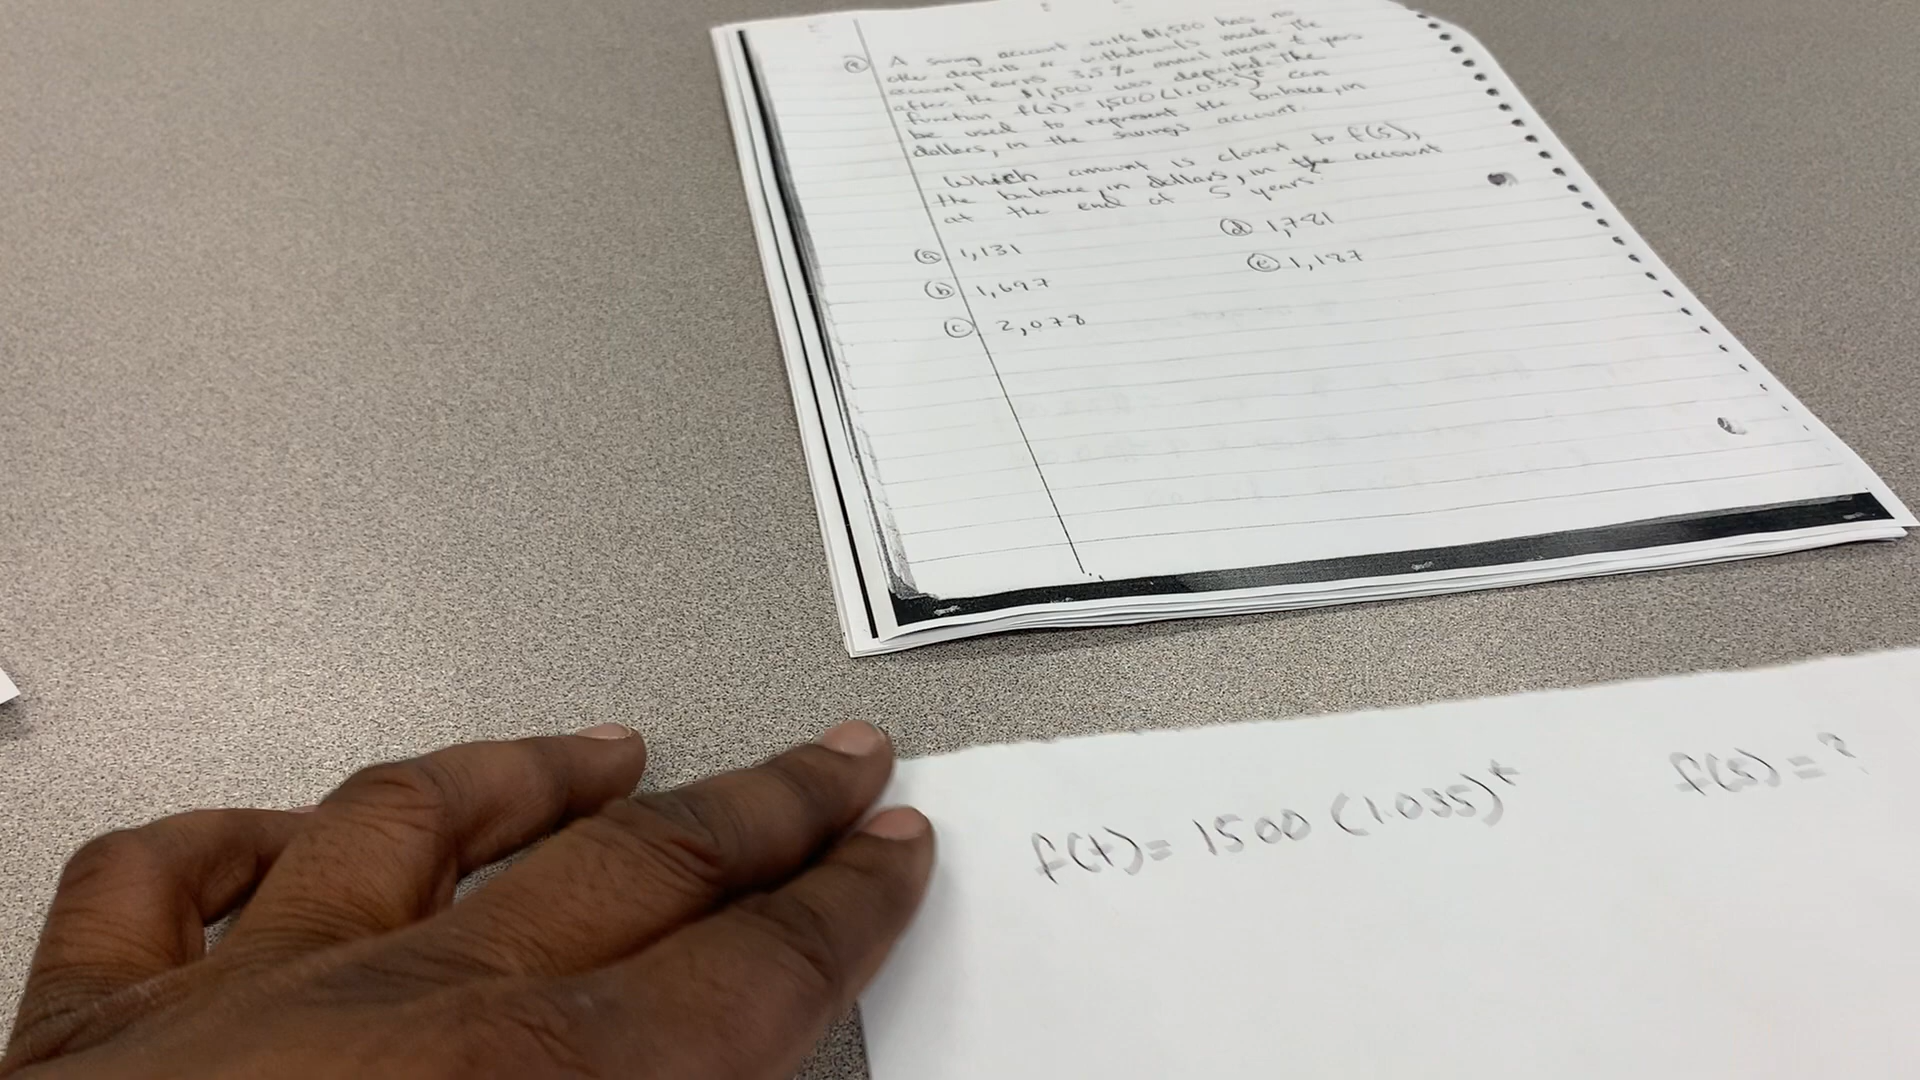 A saving account with $1,500 has no
other deposits or withdrawals made. The
account earns 3.5% annual interest t years
after the $1,500 was deposited. The
function f(t) = 1,500(1.035)^t can
be used to represent the balance, in
dollars, in the savings account.
Which amount is closest to f(5),
the balance, in dollars, in the account
at the end of 5 years.
ⓐ 1,131
ⓓ 1,781
ⓑ 1,697
ⓔ 1,187
ⓒ 2,078
f(t) = 1500 (1.035)^t f(5) = ?